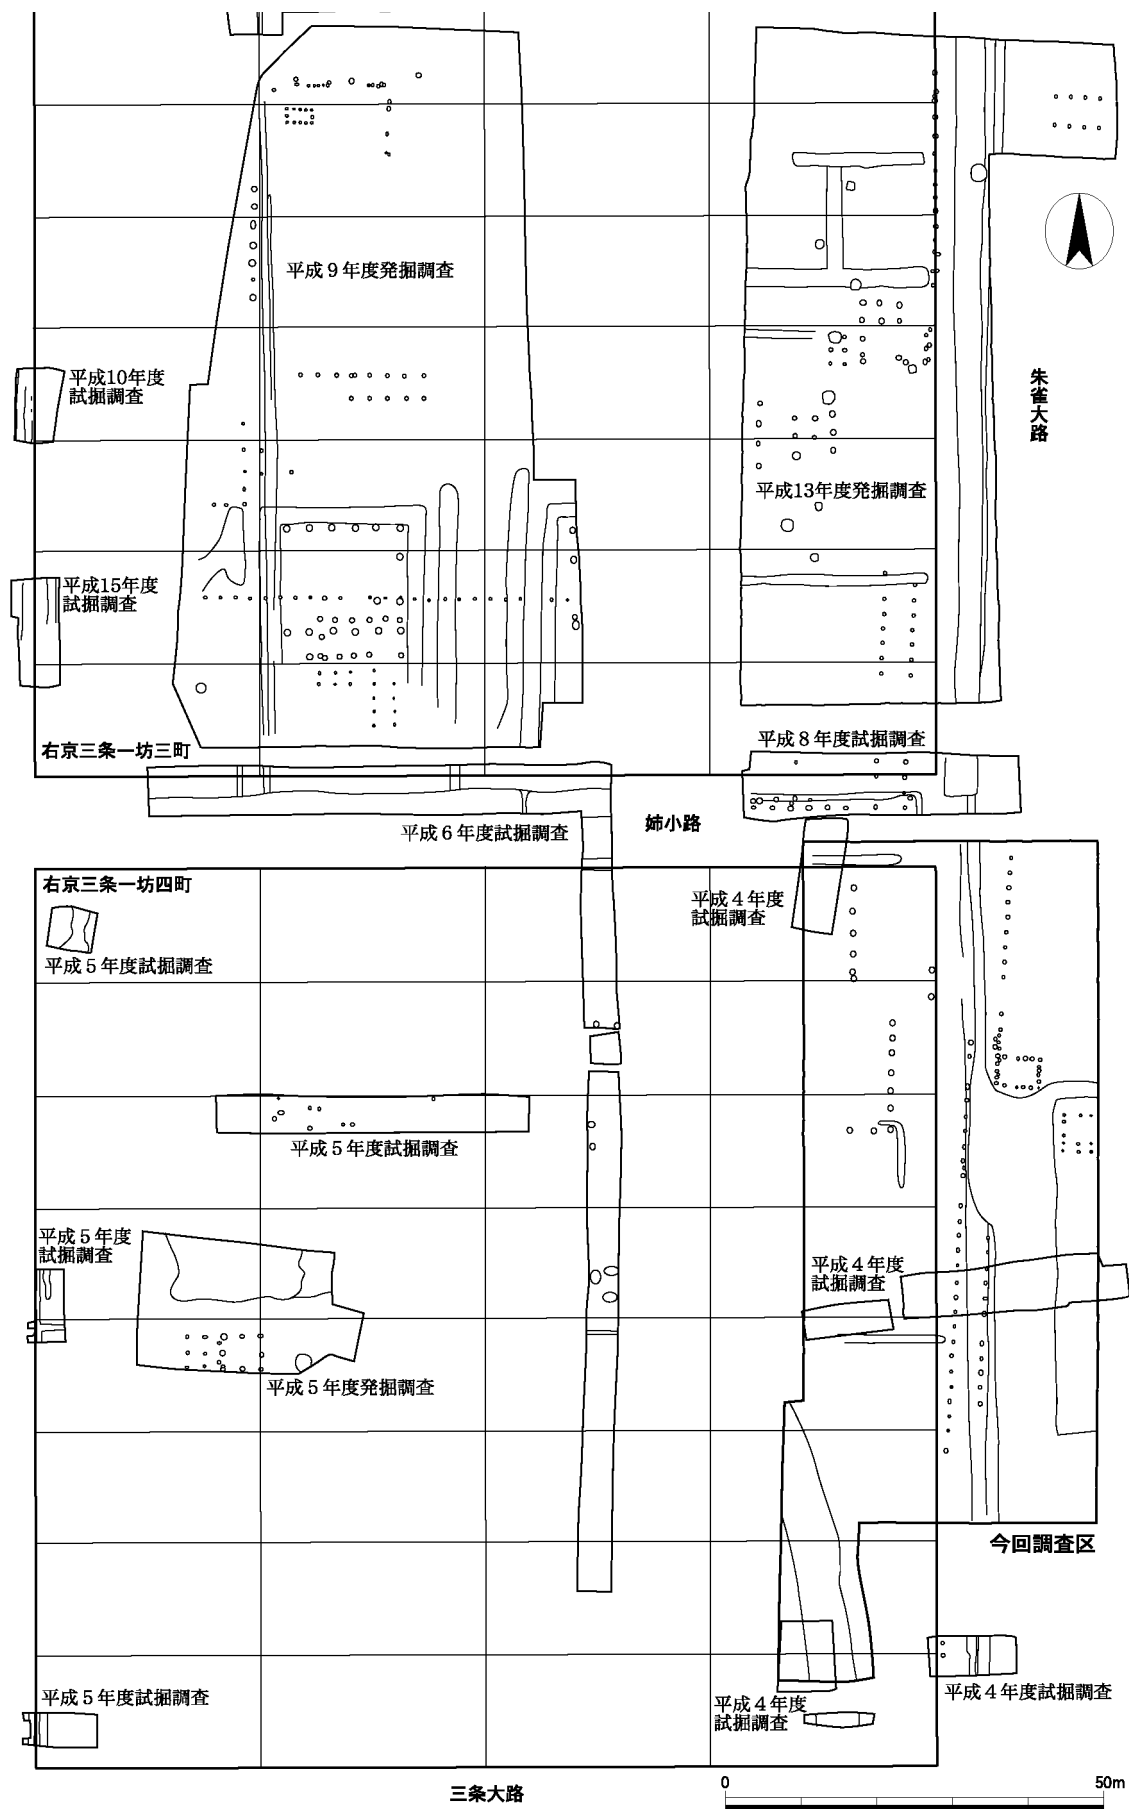 平成９年度発掘調査
平成10年度
試掘調査
朱雀大路
平成13年度発掘調査
平成15年度
試掘調査
右京三条一坊三町
平成８年度試掘調査
平成６年度試掘調査
姉小路
右京三条一坊四町
平成４年度
試掘調査
平成５年度試掘調査
平成５年度試掘調査
平成５年度
試掘調査
平成４年度
試掘調査
平成５年度発掘調査
今回調査区
平成５年度試掘調査
平成４年度
試掘調査
平成４年度試掘調査
三条大路
0
50m